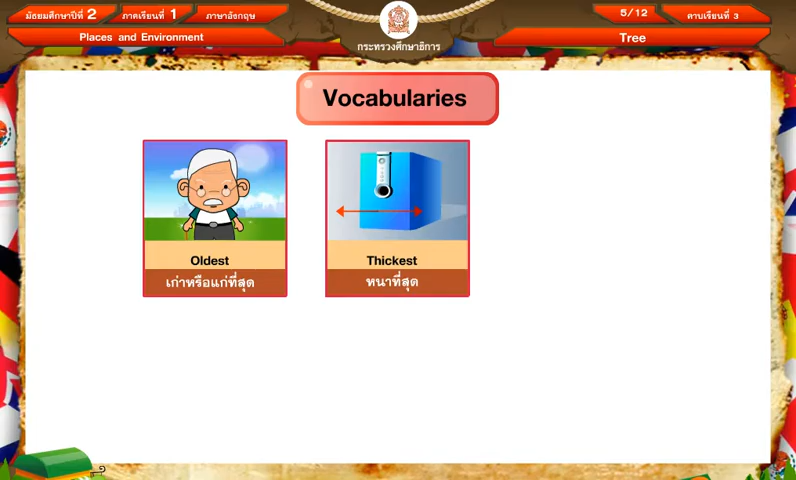 มัธยมศึกษาปีที่ 2
ภาคเรียนที่ 1
ภาษาอังกฤษ
5/12
คาบเรียนที่ 3
Places and Environment
กระทรวงศึกษาธิการ
Tree
Vocabularies
Oldest
เก่าหรือแก่ที่สุด
Thickest
หนาที่สุด